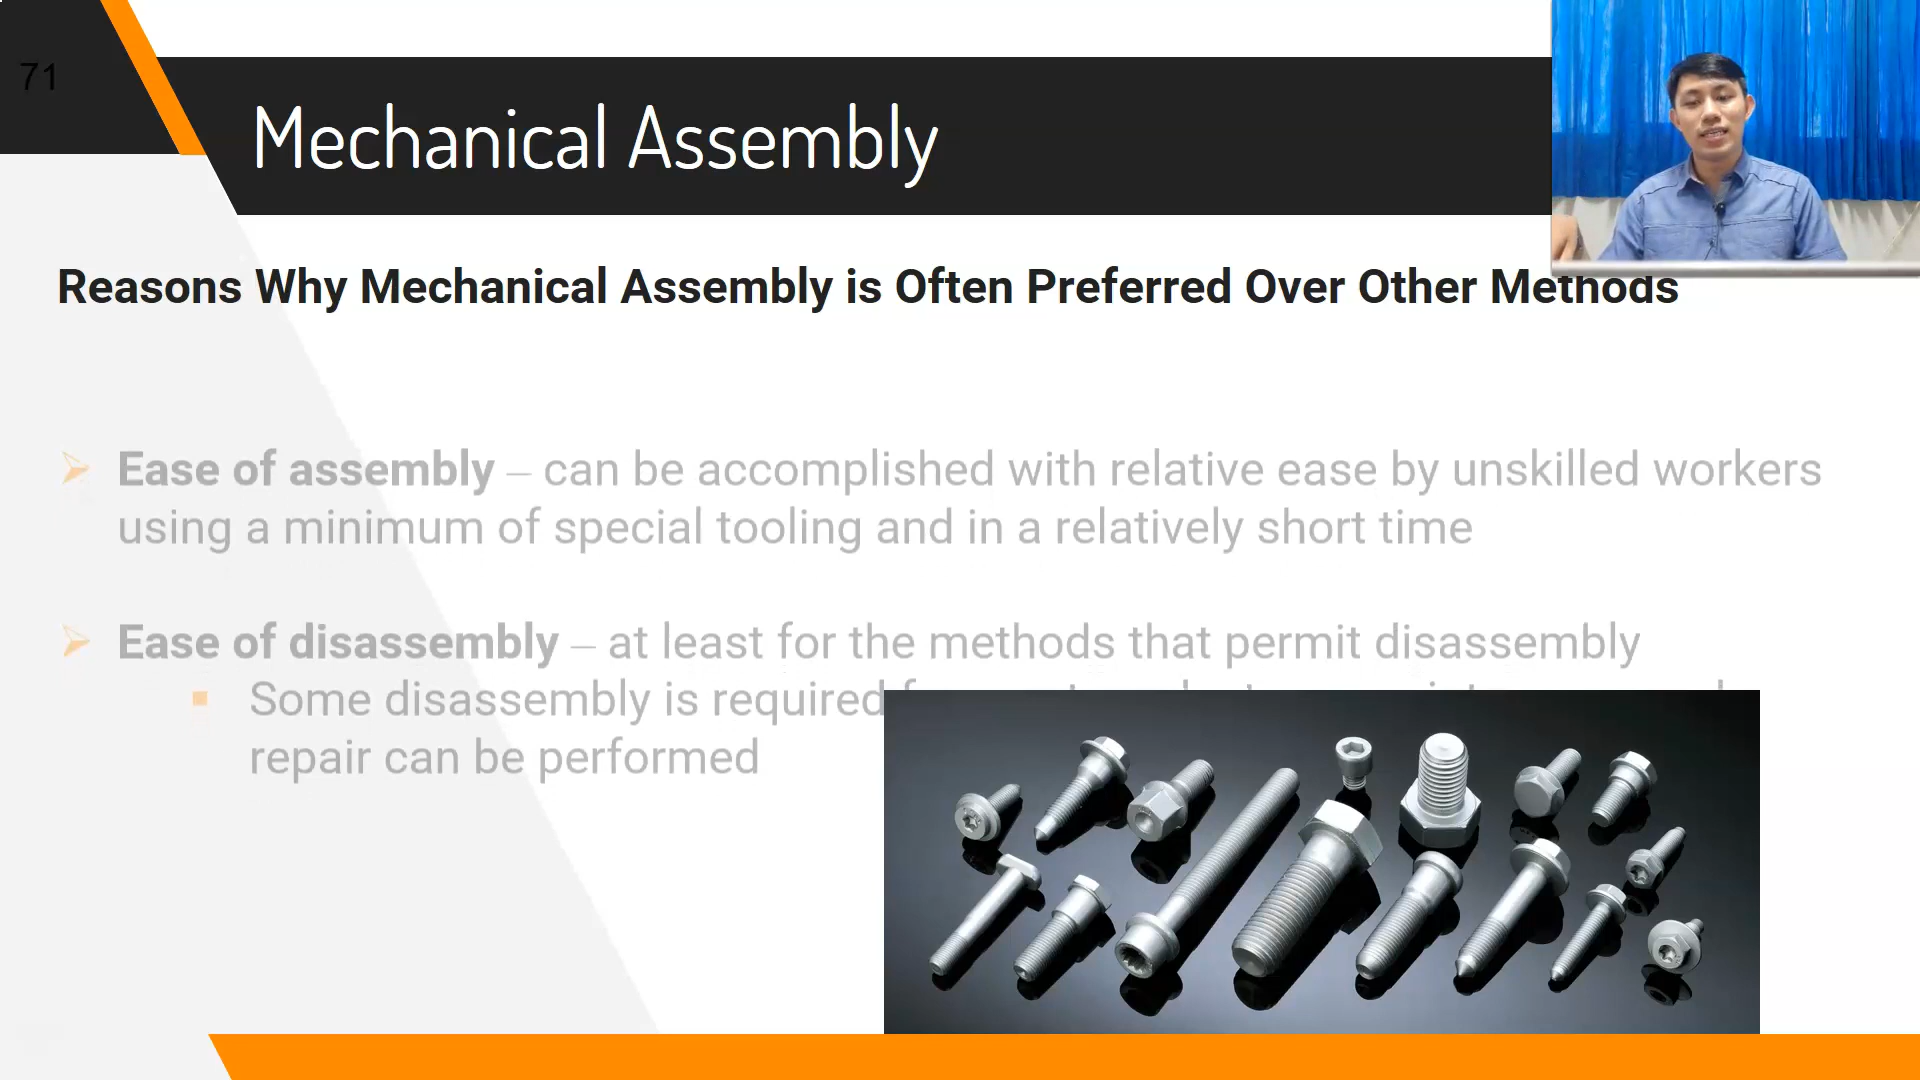 71
Mechanical Assembly
Reasons Why Mechanical Assembly is Often Preferred Over Other Methods
Ease of assembly – can be accomplished with relative ease by unskilled workers
using a minimum of special tooling and in a relatively short time
Ease of disassembly – at least for the methods that permit disassembly
Some disassembly is required
repair can be performed